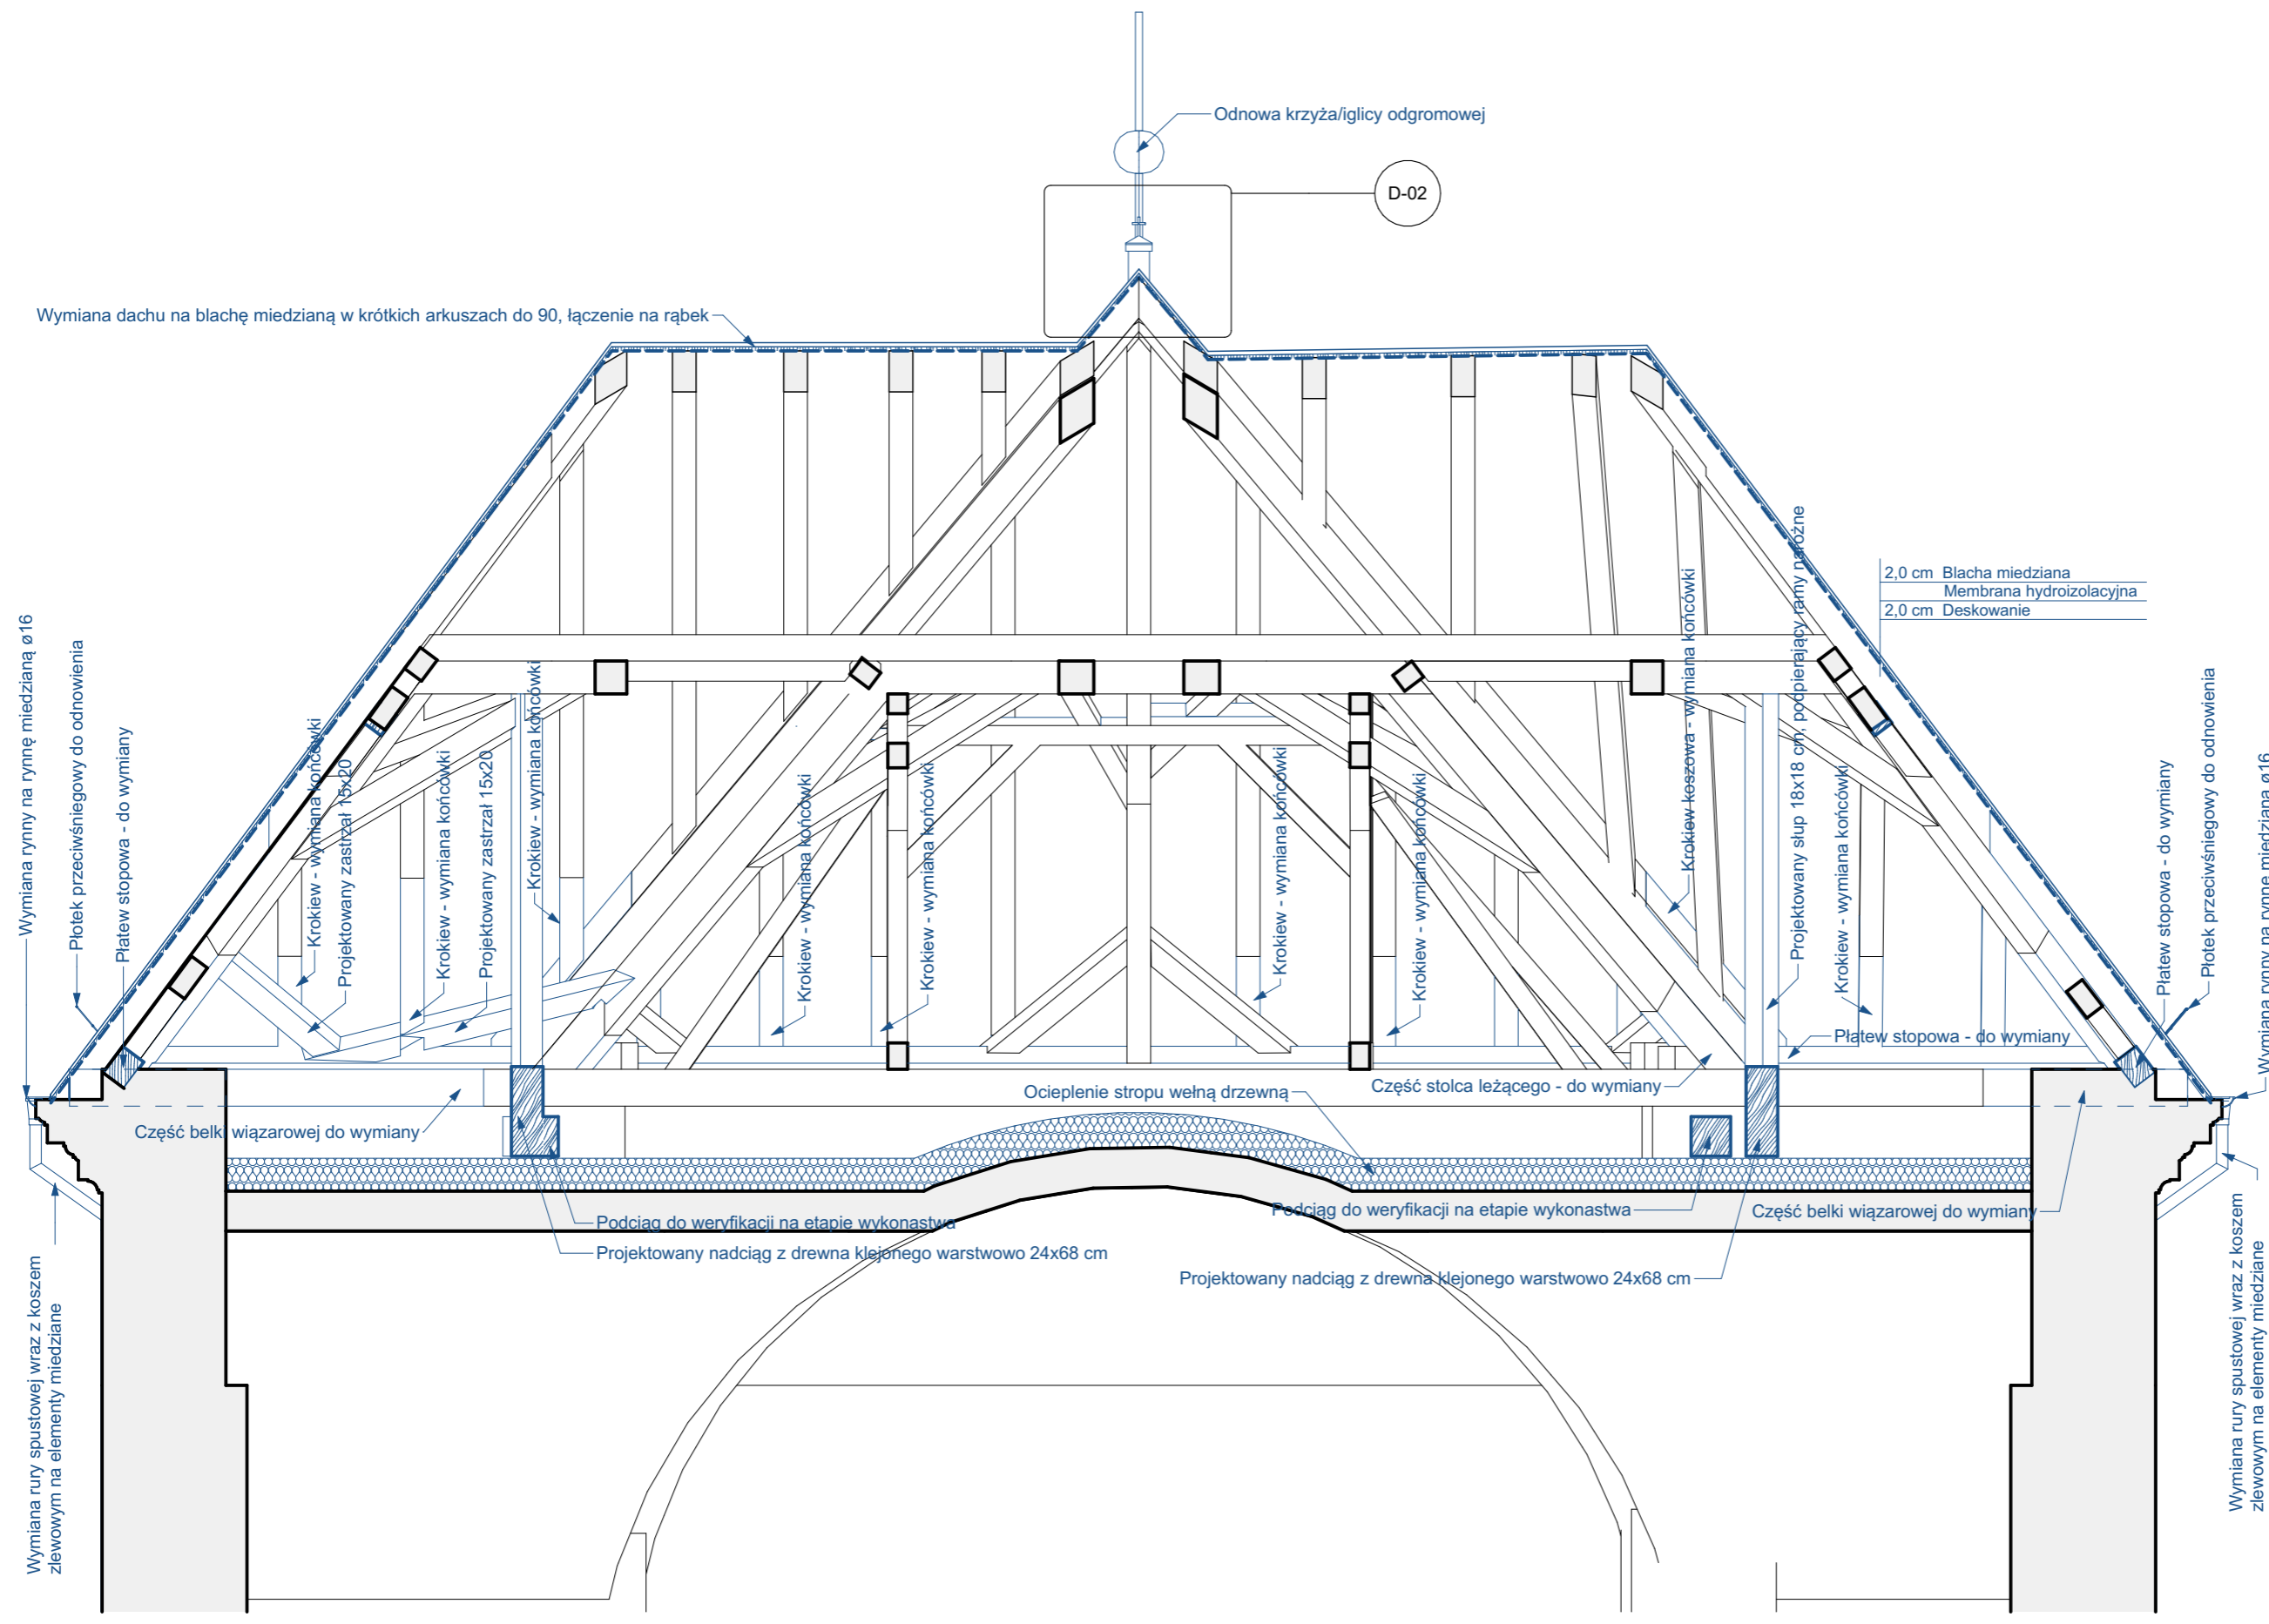 Odnowa krzyża/iglicy odgromowej
D-02
Wymiana dachu na blachę miedzianą w krótkich arkuszach do 90, łączenie na rąbek
2,0 cm Blacha miedziana
Membrana hydroizolacyjna
2,0 cm Deskowanie
Wymiana rynny na rynnę miedzianą ø16
Płotek przeciwśniegowy do odnowienia
Płatew stopowa - do wymiany
Krokiew - wymiana końcówki
Projektowany zastrzał 15x20
Krokiew - wymiana końcówki
Projektowany zastrzał 15x20
Krokiew - wymiana końcówki
Krokiew - wymiana końcówki
Krokiew - wymiana końcówki
Krokiew - wymiana końcówki
Krokiew - wymiana końcówki
Krokiew koszowa - wymiana końcówki
Projektowany słup 18x18 cm, podpierający ramy narożne
Krokiew - wymiana końcówki
Płatew stopowa - do wymiany
Płotek przeciwśniegowy do odnowienia
Wymiana rynny na rynnę miedzianą ø16
Płatew stopowa - do wymiany
Część stolca leżącego - do wymiany
Ocieplenie stropu wełną drzewną
Część belki wiązarowej do wymiany
Podciąg do weryfikacji na etapie wykonastwa
Podciąg do weryfikacji na etapie wykonastwa
Część belki wiązarowej do wymiany
Projektowany nadciąg z drewna klejonego warstwowo 24x68 cm
Projektowany nadciąg z drewna klejonego warstwowo 24x68 cm
Wymiana rury spustowej wraz z koszem
zlewowym na elementy miedziane
Wymiana rury spustowej wraz z koszem
zlewowym na elementy miedziane